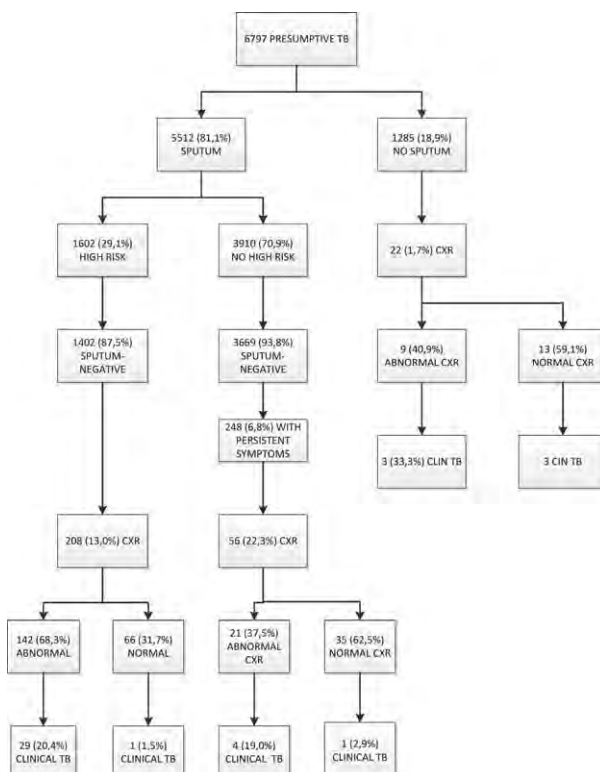 6797 PRESUMPTIVE TB
5512 (81,1%)
SPUTUM
1285 (18,9%)
NO SPUTUM
1602 (29,1%)
HIGH RISK
3910 (70,9%)
NO HIGH RISK
22 (1,7%) CXR
1402 (87,5%)
SPUTUM-
NEGATIVE
3669 (93,8%)
SPUTUM-
NEGATIVE
9 (40,9%)
ABNORMAL CXR
13 (59,1%)
NORMAL CXR
248 (6,8%) WITH
PERSISTENT
SYMPTOMS
3 (33,3%) CLIN TB
3 CIN TB
208 (13,0%) CXR
56 (22,3%) CXR
142 (68,3%)
ABNORMAL
66 (31,7%)
NORMAL
21 (37,5%)
ABNORMAL
CXR
35 (62,5%)
NORMAL CXR
29 (20,4%)
CLINICAL TB
1 (1,5%)
CLINICAL TB
4 (19,0%)
CLINICAL TB
1 (2,9%)
CLINICAL TB